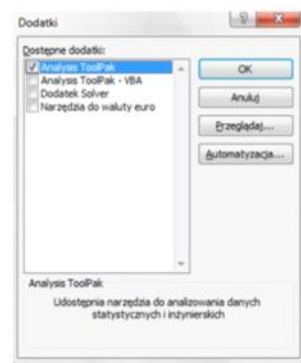 Dodatki
Dostępne dodatki:
Analysis ToolPak
Analysis ToolPak - VBA
Dodatek Solver
Narzędzia do waluty euro
OK
Anuluj
Przeglądaj...
Automatyzacja...
Analysis ToolPak
Udostępnia narzędzia do analizowania danych
statystycznych i inżynierskich